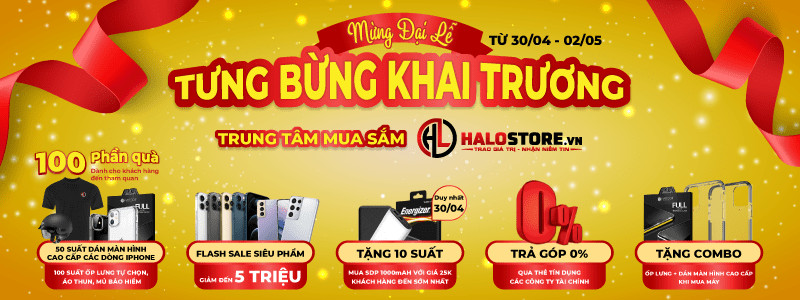 Mừng Đại Lễ
TỪ 30/04 - 02/05
TƯNG BỪNG KHAI TRƯƠNG
TRUNG TÂM MUA SẮM
HL
HALOSTORE.VN
TRAO GIÁ TRỊ - NHẬN NIỀM TIN
100 Phần quà
Dành cho khách hàng
đến tham quan
50 SUẤT DÁN MÀN HÌNH
CAO CẤP CÁC DÒNG IPHONE
100 SUẤT ỐP LƯNG TỰ CHỌN,
ÁO THUN, MŨ BẢO HIỂM
FLASH SALE SIÊU PHẨM
GIẢM ĐẾN 5 TRIỆU
Energizer
Duy nhất
30/04
TẶNG 10 SUẤT
MUA SDP 1000mAH VỚI GIÁ 25K
KHÁCH HÀNG ĐẾN SỚM NHẤT
0%
TRẢ GÓP 0%
QUA THẺ TÍN DỤNG
CÁC CÔNG TY TÀI CHÍNH
FULL
TẶNG COMBO
ỐP LƯNG + DÁN MÀN HÌNH CAO CẤP
KHI MUA MÁY